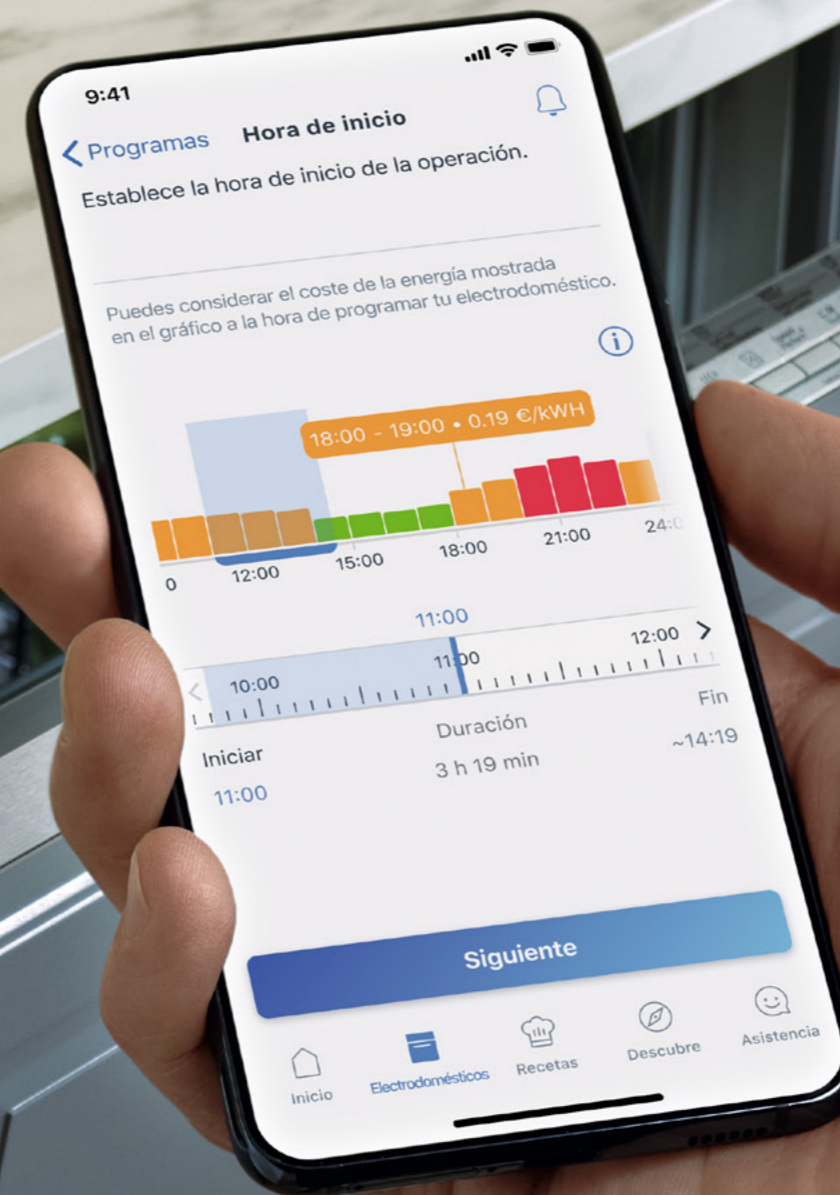 9:41
Programas Hora de inicio
Establece la hora de inicio de la operación.
Puedes considerar el coste de la energía mostrada
en el gráfico a la hora de programar tu electrodoméstico.
i
18:00 - 19:00 • 0.19 €/kWH
0 12:00 15:00 18:00 21:00 24:0
11:00
10:00 11:00 12:00
Iniciar Duración Fin
11:00 3 h 19 min ~14:19
Siguiente
Inicio Electrodomésticos Recetas Descubre Asistencia